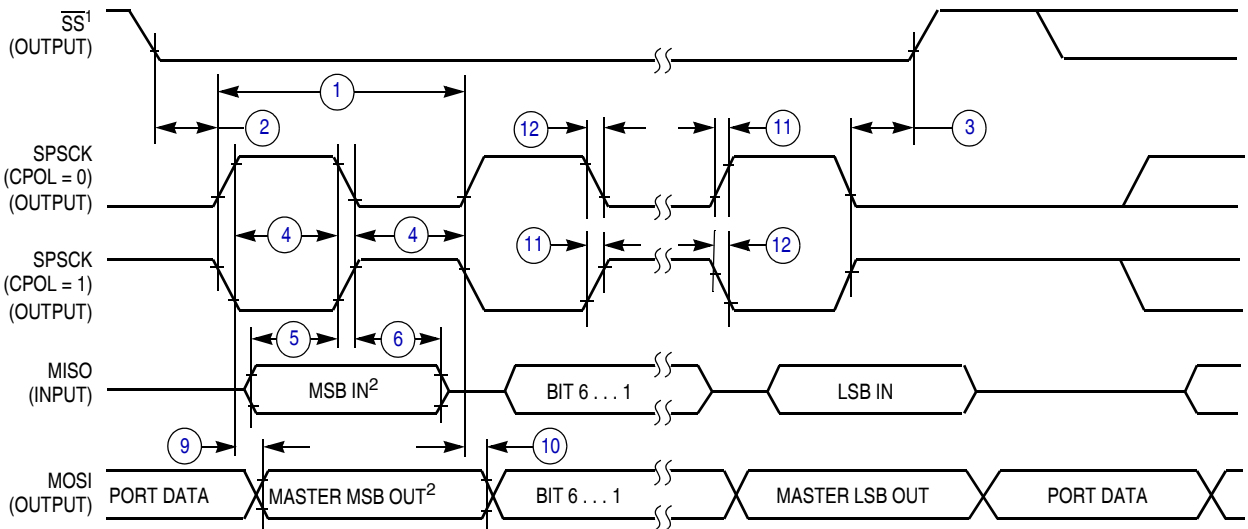 SS¹
(OUTPUT)
1
2
12
11
3
SPSCK
(CPOL = 0)
(OUTPUT)
4
4
SPSCK
(CPOL = 1)
(OUTPUT)
11
12
5
6
MISO
(INPUT)
MSB IN²
BIT 6 . . . 1
LSB IN
9
10
MOSI
(OUTPUT)
PORT DATA
MASTER MSB OUT²
BIT 6 . . . 1
MASTER LSB OUT
PORT DATA